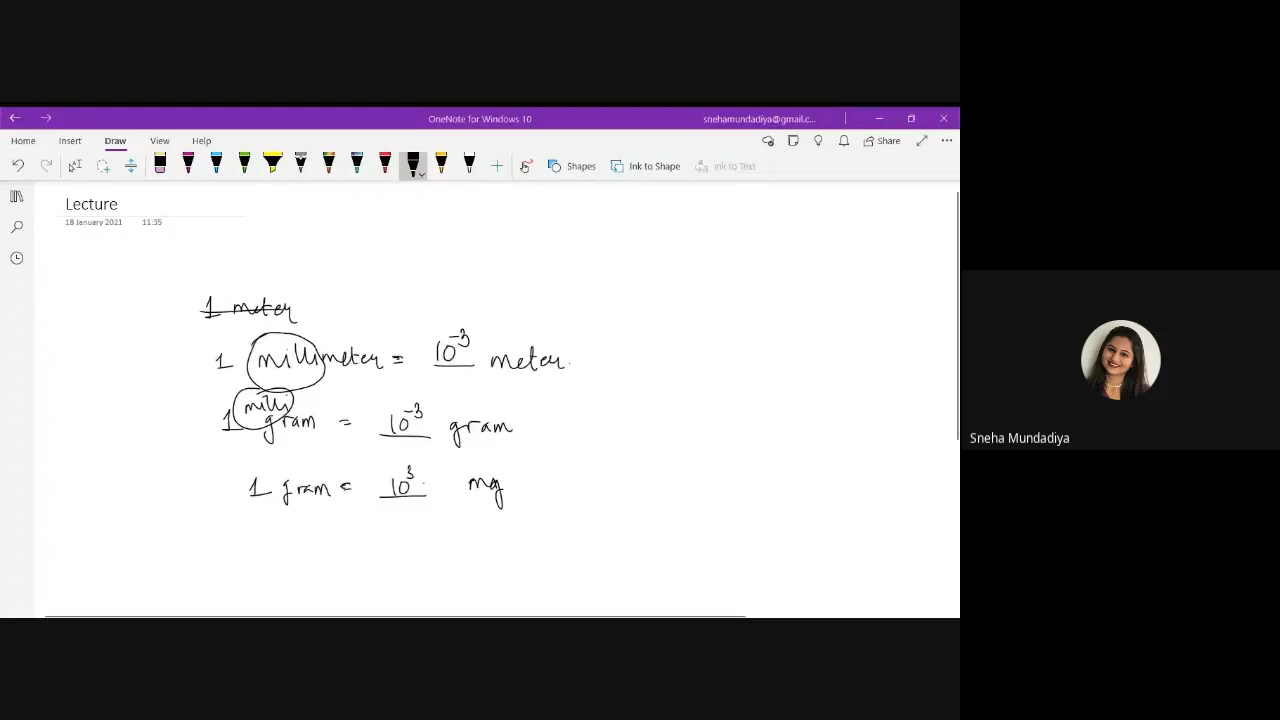 OneNote for Windows 10
snehamundadiya@gmail.c...
Home Insert Draw View Help
Share
Shapes Ink to Shape Ink to Text
Lecture
18 January 2021 11:35
1 meter
1 millimeter = 10⁻³ meter.
1 milli gram = 10⁻³ gram
1 gram = 10³ mg
Sneha Mundadiya